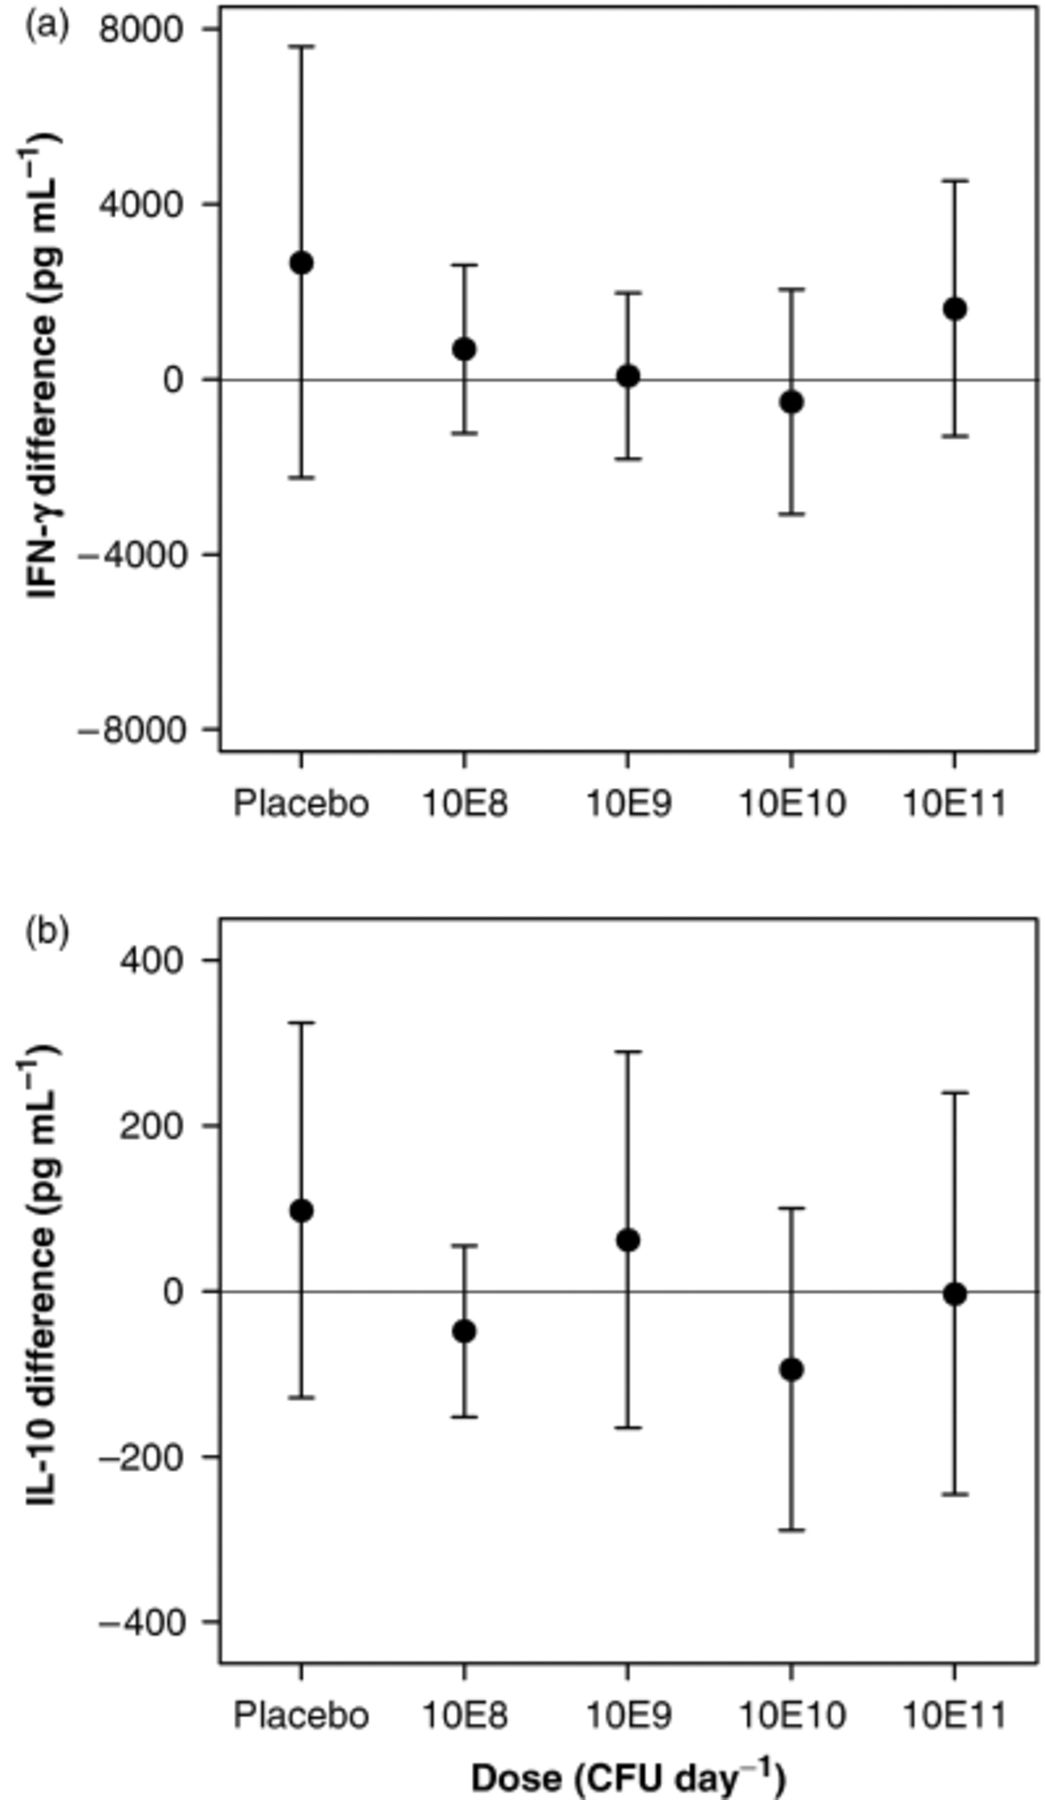 (a)
8000
4000
0
−4000
−8000
IFN-γ difference (pg mL⁻¹)
Placebo 10E8 10E9 10E10 10E11
(b)
400
200
0
−200
−400
IL-10 difference (pg mL⁻¹)
Placebo 10E8 10E9 10E10 10E11
Dose (CFU day⁻¹)